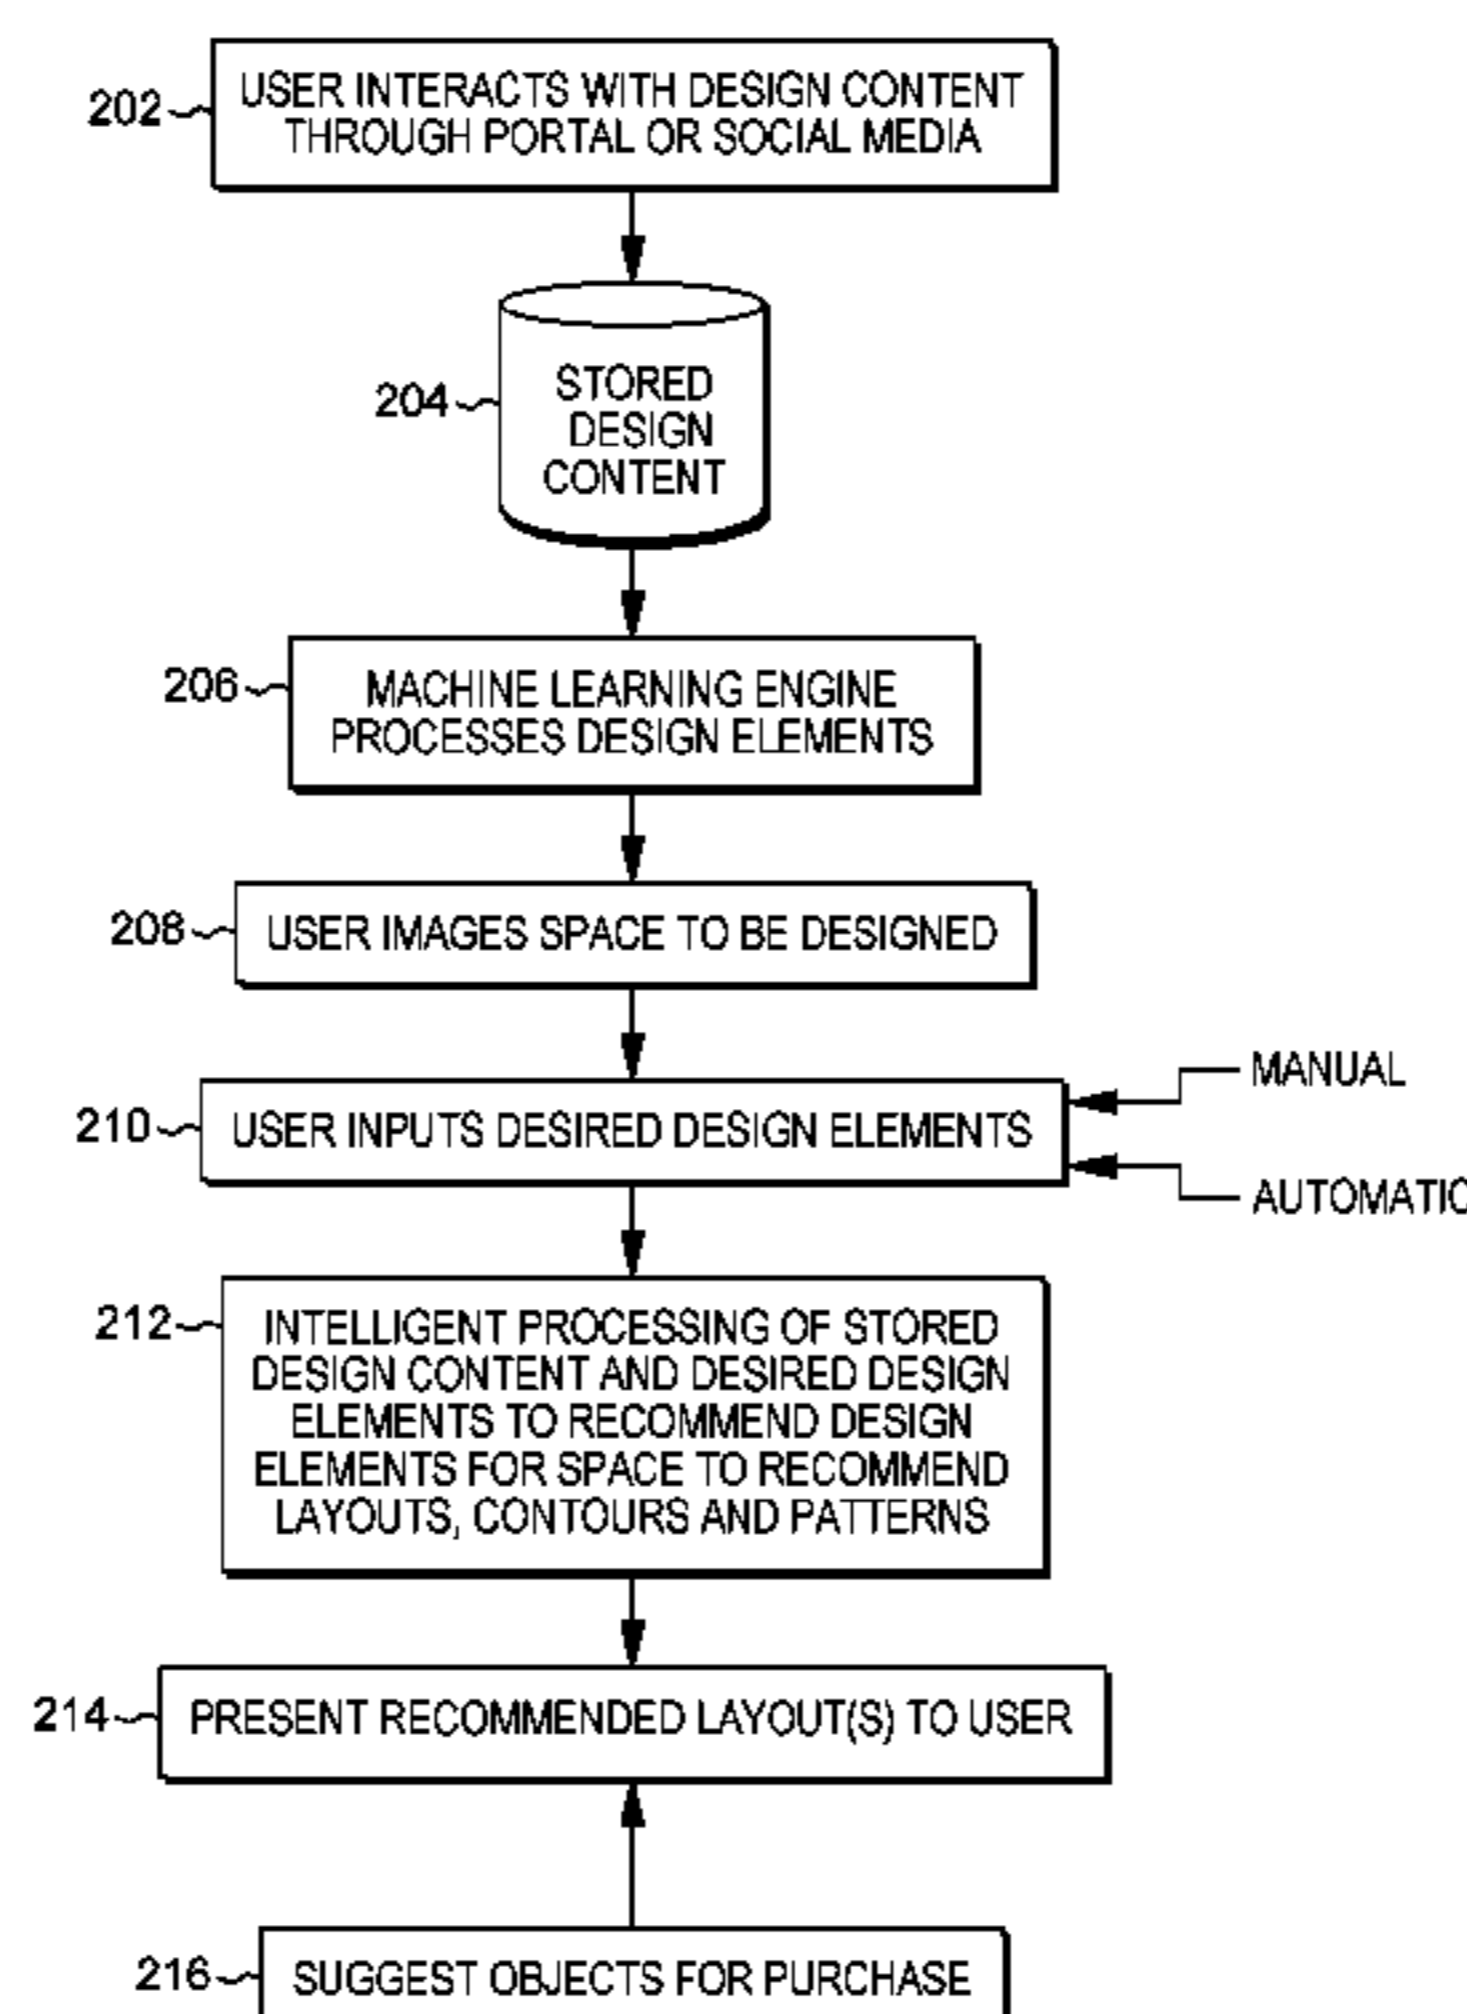 202
USER INTERACTS WITH DESIGN CONTENT
THROUGH PORTAL OR SOCIAL MEDIA
204
STORED
DESIGN
CONTENT
206
MACHINE LEARNING ENGINE
PROCESSES DESIGN ELEMENTS
208
USER IMAGES SPACE TO BE DESIGNED
210
USER INPUTS DESIRED DESIGN ELEMENTS
MANUAL
AUTOMATIC
212
INTELLIGENT PROCESSING OF STORED
DESIGN CONTENT AND DESIRED DESIGN
ELEMENTS TO RECOMMEND DESIGN
ELEMENTS FOR SPACE TO RECOMMEND
LAYOUTS, CONTOURS AND PATTERNS
214
PRESENT RECOMMENDED LAYOUT(S) TO USER
216
SUGGEST OBJECTS FOR PURCHASE